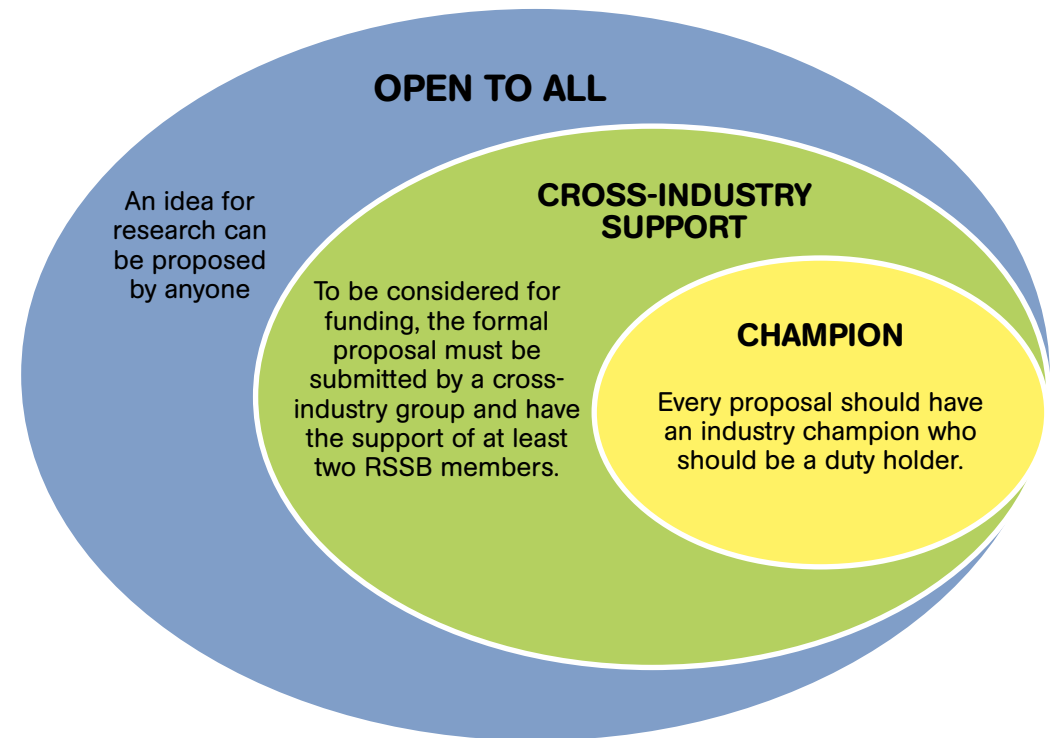 OPEN TO ALL
An idea for
research can
be proposed
by anyone
CROSS-INDUSTRY
SUPPORT
To be considered for
funding, the formal
proposal must be
submitted by a cross-
industry group and have
the support of at least
two RSSB members.
CHAMPION
Every proposal should have
an industry champion who
should be a duty holder.